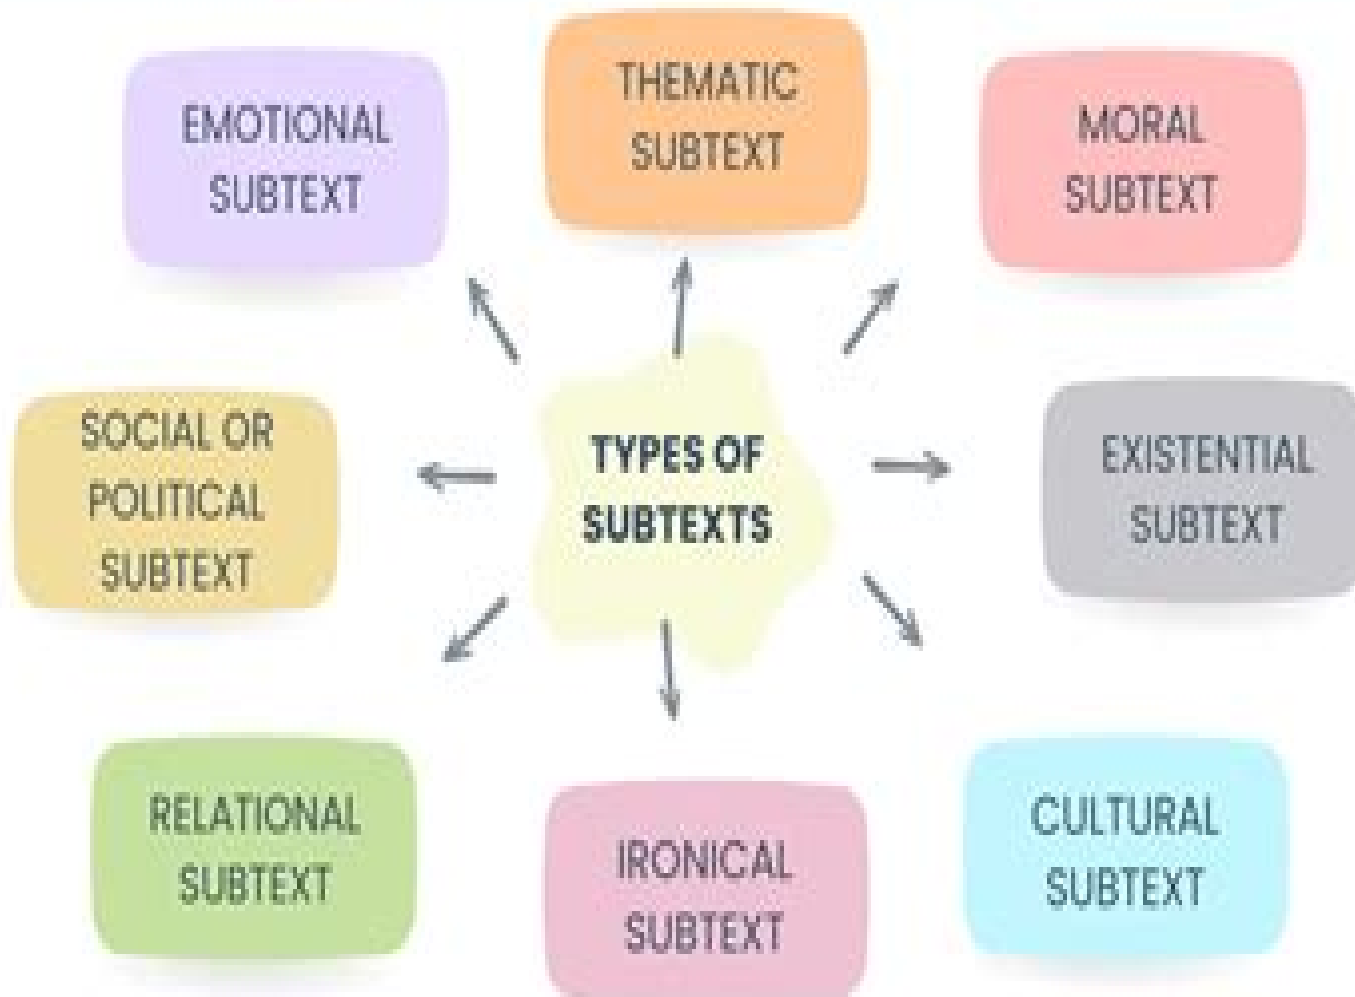 EMOTIONAL
SUBTEXT
THEMATIC
SUBTEXT
MORAL
SUBTEXT
SOCIAL OR
POLITICAL
SUBTEXT
TYPES OF
SUBTEXTS
EXISTENTIAL
SUBTEXT
RELATIONAL
SUBTEXT
IRONICAL
SUBTEXT
CULTURAL
SUBTEXT